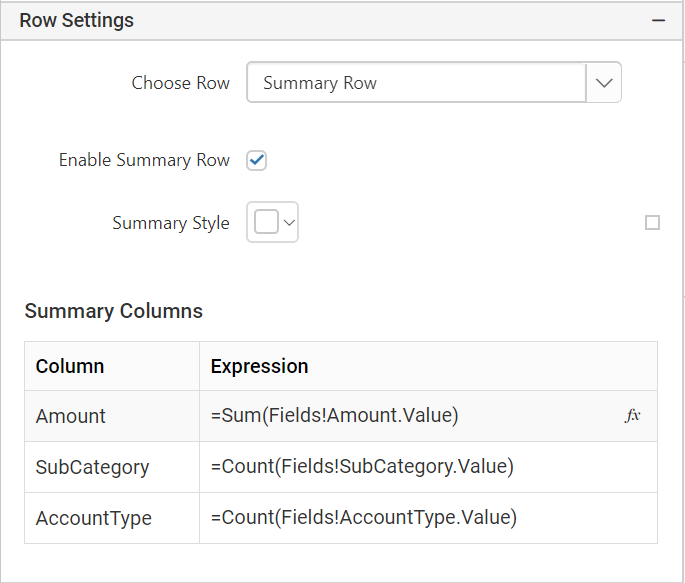 Row Settings
Choose Row Summary Row
Enable Summary Row
Summary Style
Summary Columns
Column Expression
Amount =Sum(Fields!Amount.Value) fx
SubCategory =Count(Fields!SubCategory.Value)
AccountType =Count(Fields!AccountType.Value)